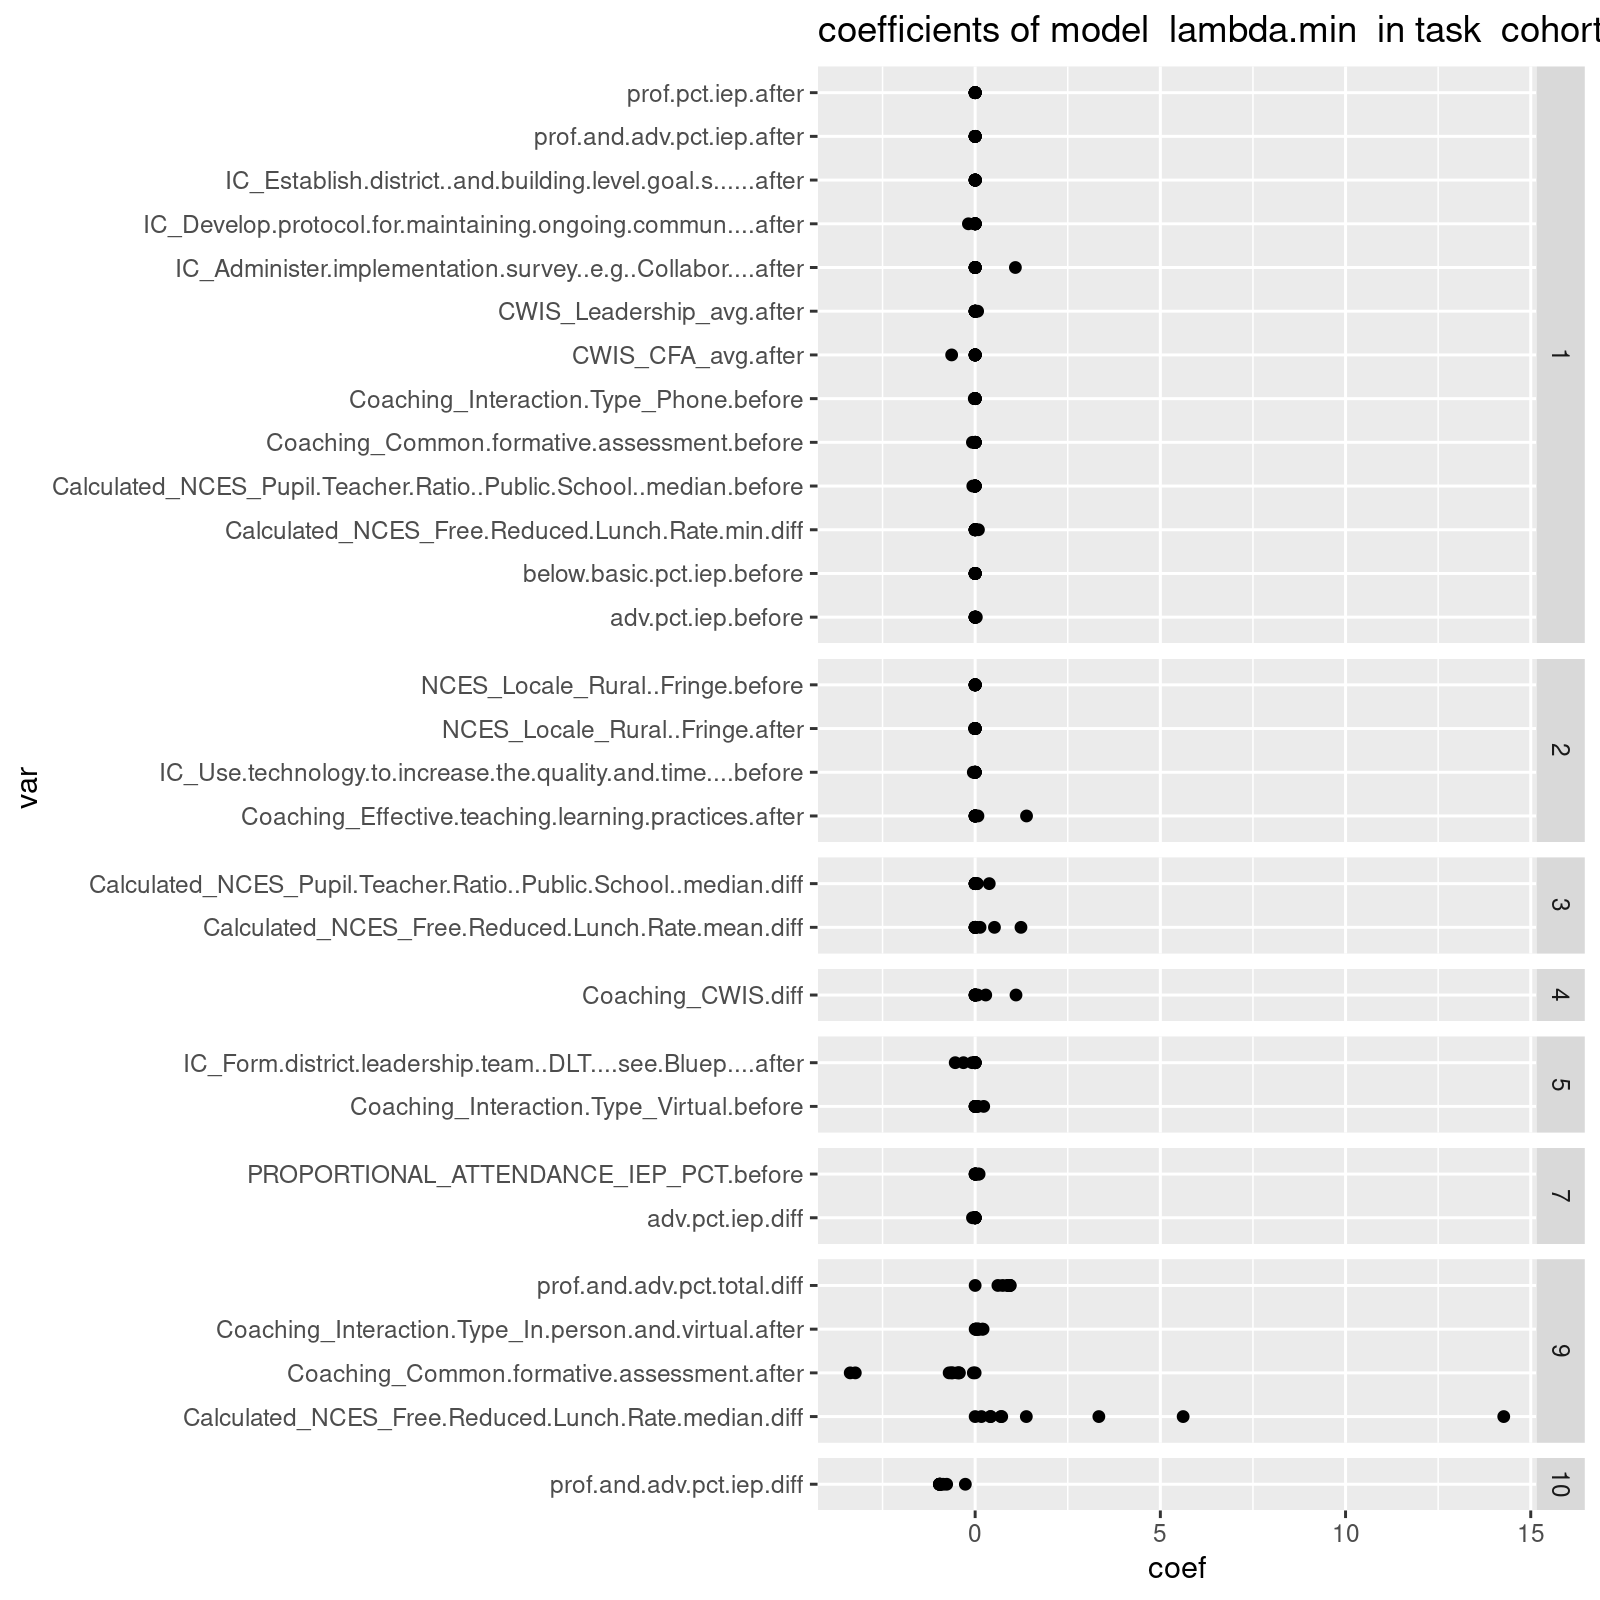 coefficients of model  lambda.min  in task  cohort
prof.pct.iep.after
prof.and.adv.pct.iep.after
IC_Establish.district..and.building.level.goal.s......after
IC_Develop.protocol.for.maintaining.ongoing.commun....after
IC_Administer.implementation.survey..e.g..Collabor....after
CWIS_Leadership_avg.after
CWIS_CFA_avg.after
Coaching_Interaction.Type_Phone.before
Coaching_Common.formative.assessment.before
Calculated_NCES_Pupil.Teacher.Ratio..Public.School..median.before
Calculated_NCES_Free.Reduced.Lunch.Rate.min.diff
below.basic.pct.iep.before
adv.pct.iep.before
1
NCES_Locale_Rural..Fringe.before
NCES_Locale_Rural..Fringe.after
IC_Use.technology.to.increase.the.quality.and.time....before
Coaching_Effective.teaching.learning.practices.after
2
var
Calculated_NCES_Pupil.Teacher.Ratio..Public.School..median.diff
Calculated_NCES_Free.Reduced.Lunch.Rate.mean.diff
3
Coaching_CWIS.diff
4
IC_Form.district.leadership.team..DLT....see.Bluep....after
Coaching_Interaction.Type_Virtual.before
5
PROPORTIONAL_ATTENDANCE_IEP_PCT.before
adv.pct.iep.diff
7
prof.and.adv.pct.total.diff
Coaching_Interaction.Type_In.person.and.virtual.after
Coaching_Common.formative.assessment.after
Calculated_NCES_Free.Reduced.Lunch.Rate.median.diff
9
prof.and.adv.pct.iep.diff
10
0 5 10 15
coef